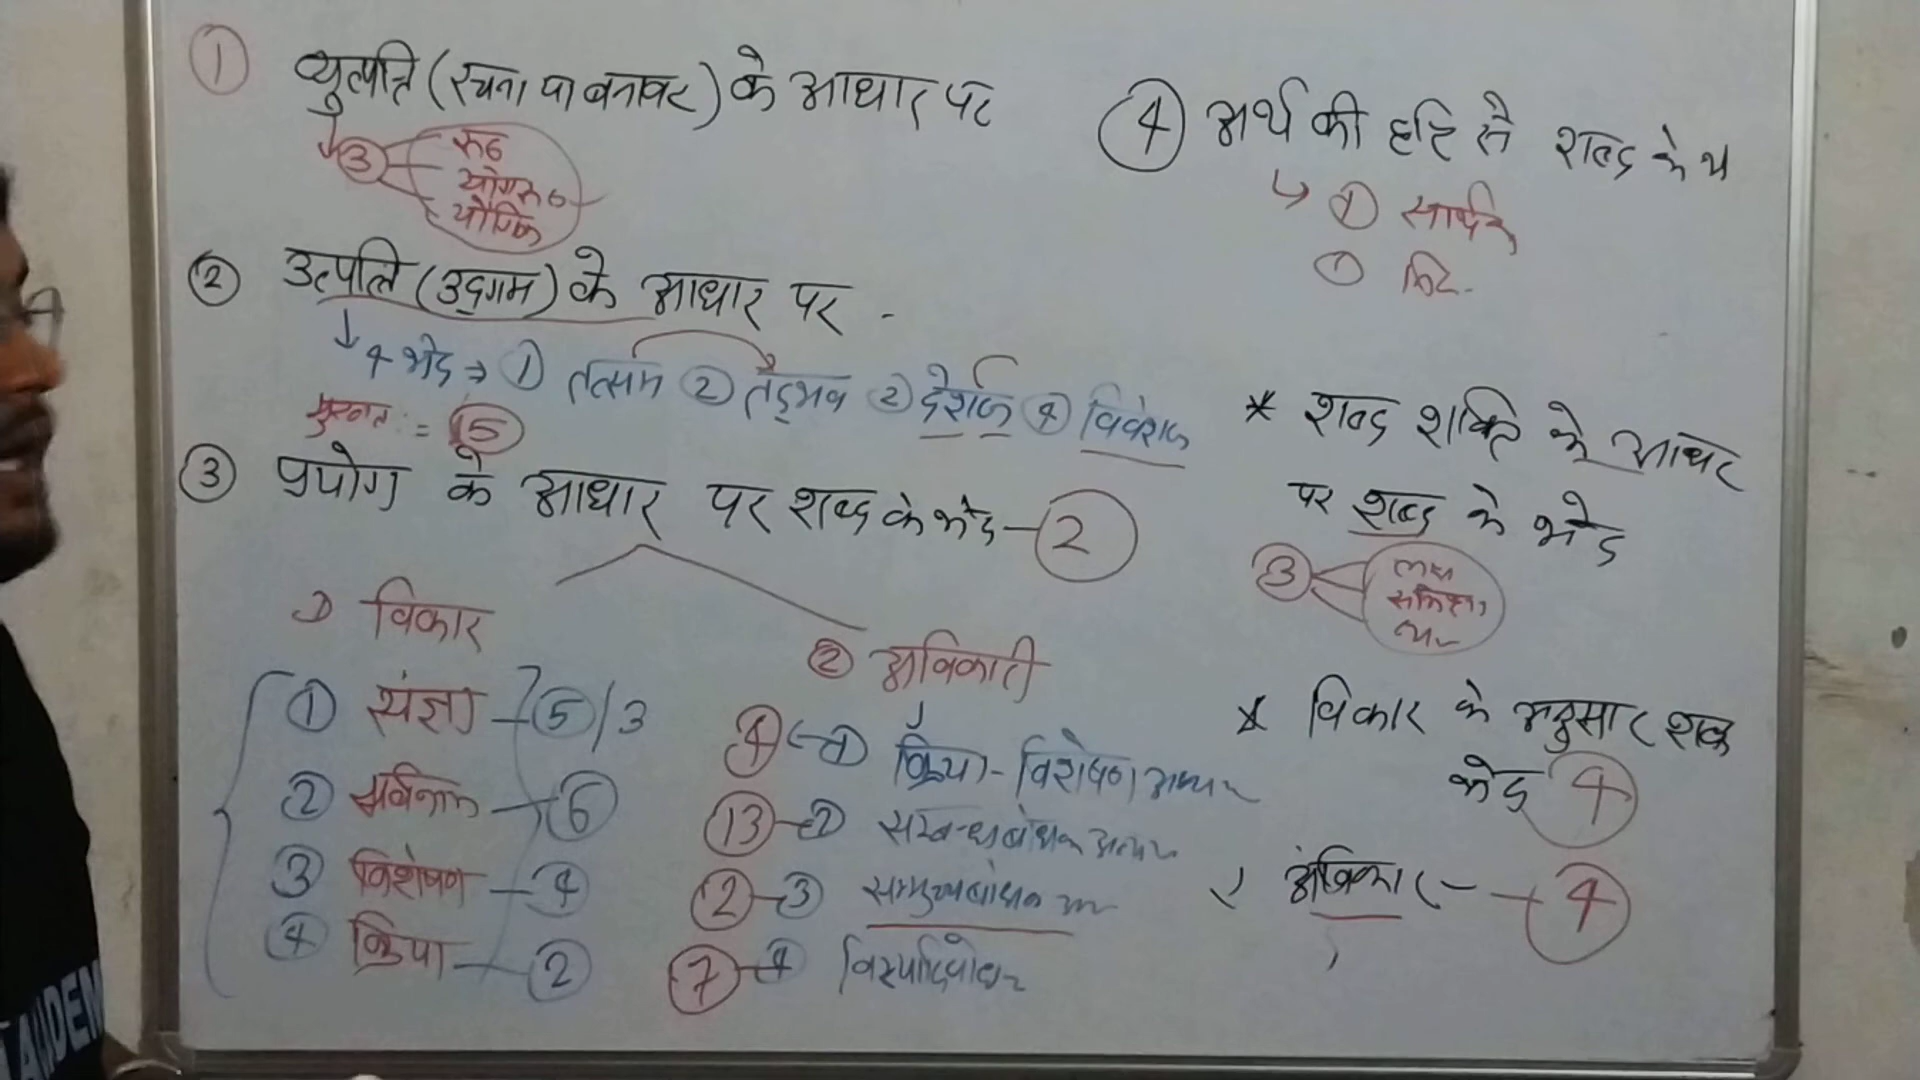 ① व्युत्पत्ति (रचना या बनावट) के आधार पर
↓ ③ रूढ़
योगरूढ़
यौगिक
② उत्पत्ति (उद्गम) के आधार पर -
↓ 4 भेद → ① तत्सम ② तद्भव ② देशज ④ विदेशज
मुख्यतः = ⑤
③ प्रयोग के आधार पर शब्द के भेद - ②
① विकार
① संज्ञा - ⑤/3
② सर्वनाम - ⑥
③ विशेषण - ④
④ क्रिया - ②
② अविकारी
④ - ① क्रिया-विशेषण अव्यय
⑬ - ② सम्बन्धबोधक अव्यय
② - ③ समुच्चयबोधक
⑦ - ④ विस्मयादिबोधक
④ अर्थ की दृष्टि से शब्द के भ
↳ ① सार्थक
①
* शब्द शक्ति के आधार
पर शब्द के भेद
③
* विकार के अनुसार शब्द
भेद ④
अविकार - ④
ACADEM